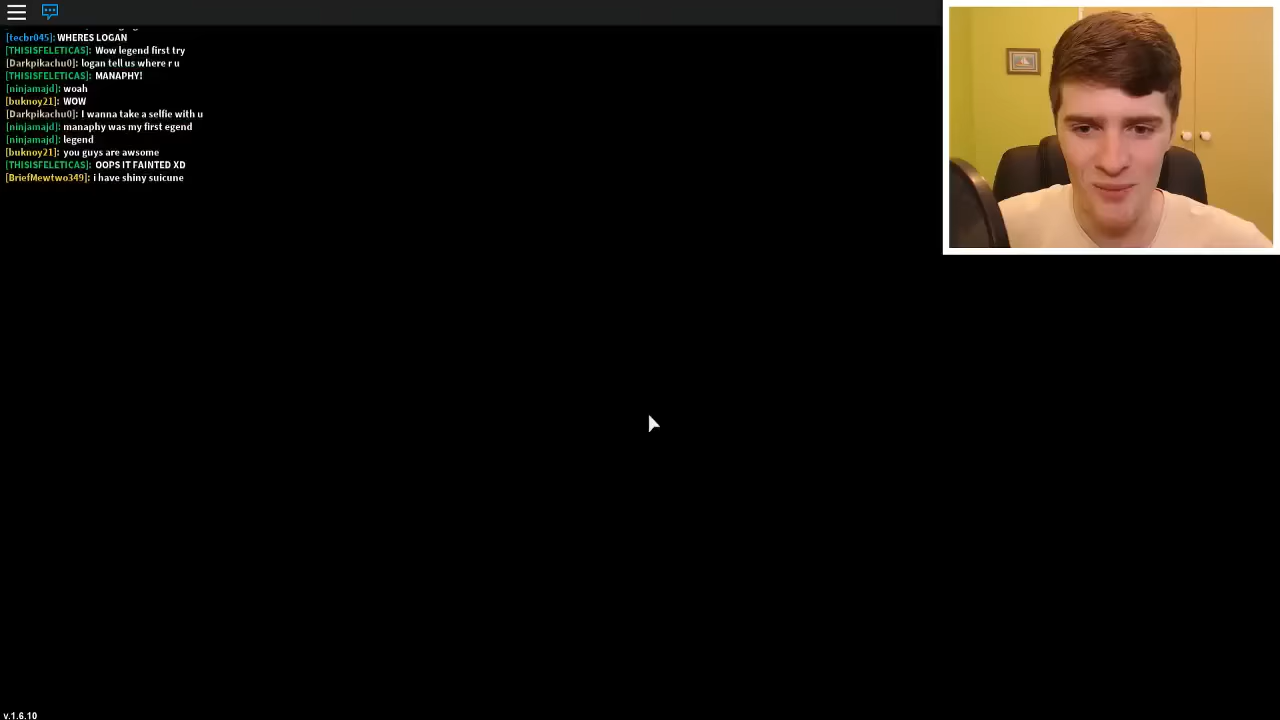 [tecbr045]: WHERES LOGAN
[THISISFELETICAS]: Wow legend first try
[Darkpikachu0]: logan tell us where r u
[THISISFELETICAS]: MANAPHY!
[ninjamajd]: woah
[buknoy21]: WOW
[Darkpikachu0]: I wanna take a selfie with u
[ninjamajd]: manaphy was my first egend
[ninjamajd]: legend
[buknoy21]: you guys are awsome
[THISISFELETICAS]: OOPS IT FAINTED XD
[BriefMewtwo349]: i have shiny suicune
v.1.6.10